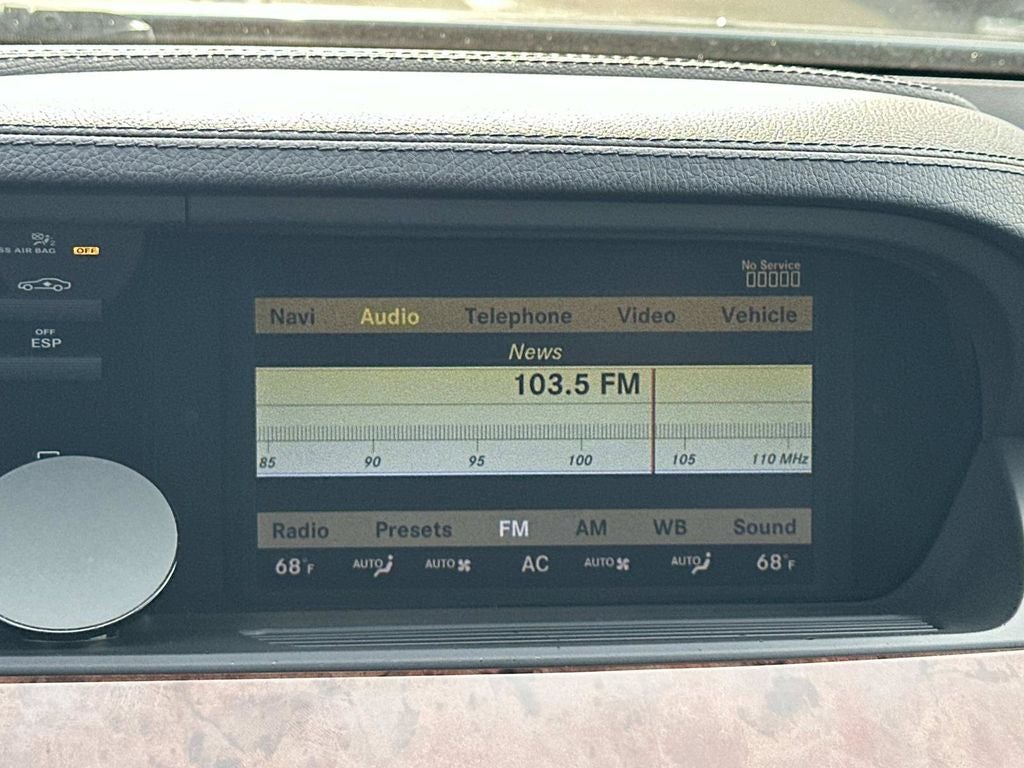 No Service
SS AIR BAG OFF
OFF
ESP
Navi Audio Telephone Video Vehicle
News
103.5 FM
85 90 95 100 105 110 MHz
Radio Presets FM AM WB Sound
68°F AUTO AUTO AC AUTO AUTO 68°F